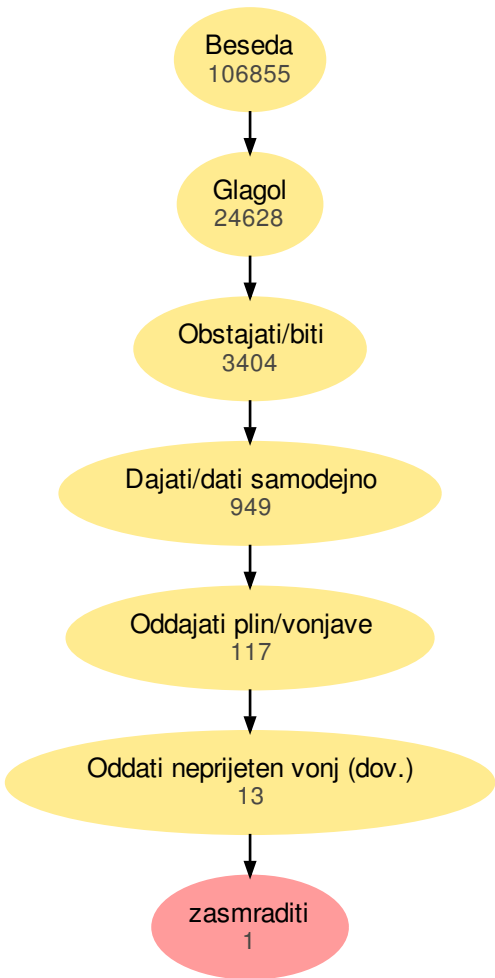 Beseda
106855
Glagol
24628
Obstajati/biti
3404
Dajati/dati samodejno
949
Oddajati plin/vonjave
117
Oddati neprijeten vonj (dov.)
13
zasmraditi
1